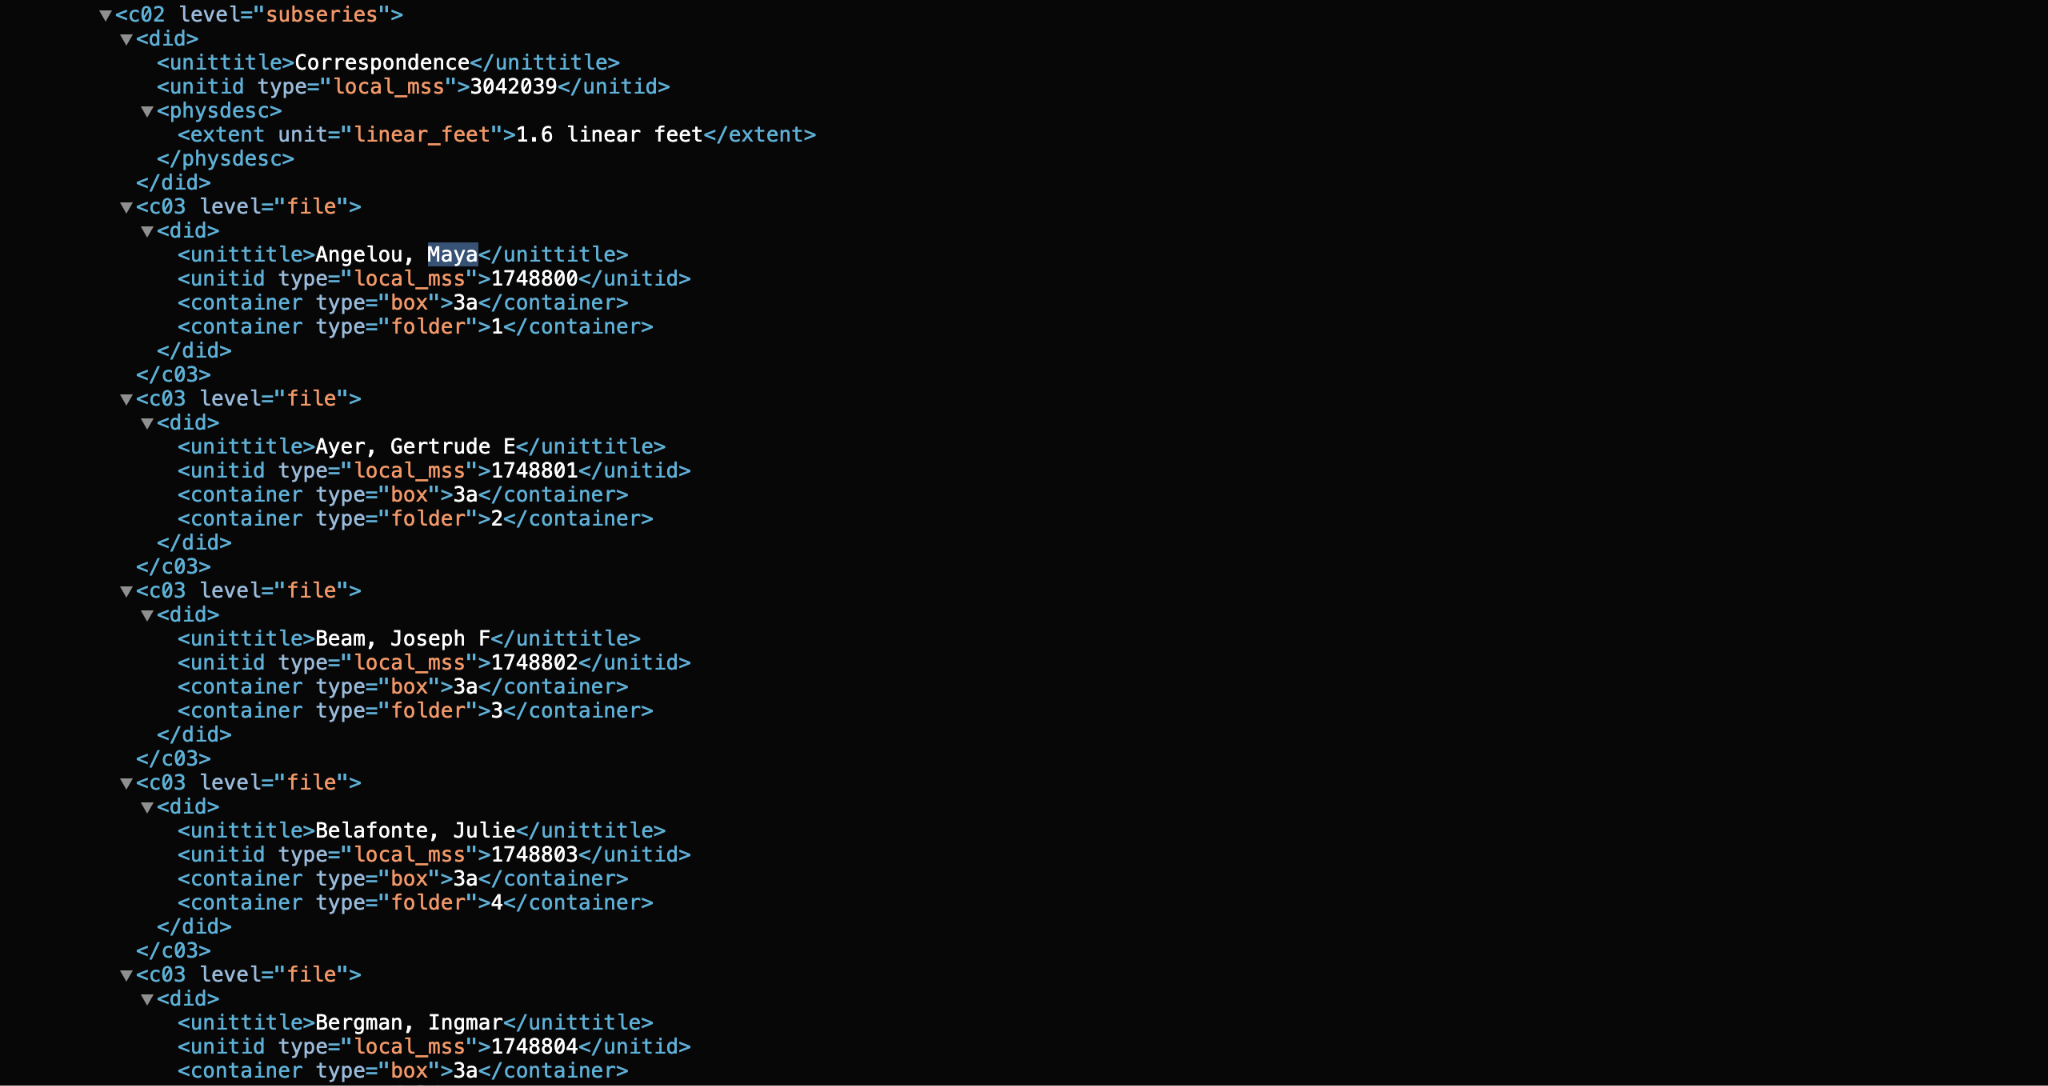 ▼<c02 level="subseries">
▼<did>
<unittitle>Correspondence</unittitle>
<unitid type="local_mss">3042039</unitid>
▼<physdesc>
<extent unit="linear_feet">1.6 linear feet</extent>
</physdesc>
</did>
▼<c03 level="file">
▼<did>
<unittitle>Angelou, Maya</unittitle>
<unitid type="local_mss">1748800</unitid>
<container type="box">3a</container>
<container type="folder">1</container>
</did>
</c03>
▼<c03 level="file">
▼<did>
<unittitle>Ayer, Gertrude E</unittitle>
<unitid type="local_mss">1748801</unitid>
<container type="box">3a</container>
<container type="folder">2</container>
</did>
</c03>
▼<c03 level="file">
▼<did>
<unittitle>Beam, Joseph F</unittitle>
<unitid type="local_mss">1748802</unitid>
<container type="box">3a</container>
<container type="folder">3</container>
</did>
</c03>
▼<c03 level="file">
▼<did>
<unittitle>Belafonte, Julie</unittitle>
<unitid type="local_mss">1748803</unitid>
<container type="box">3a</container>
<container type="folder">4</container>
</did>
</c03>
▼<c03 level="file">
▼<did>
<unittitle>Bergman, Ingmar</unittitle>
<unitid type="local_mss">1748804</unitid>
<container type="box">3a</container>